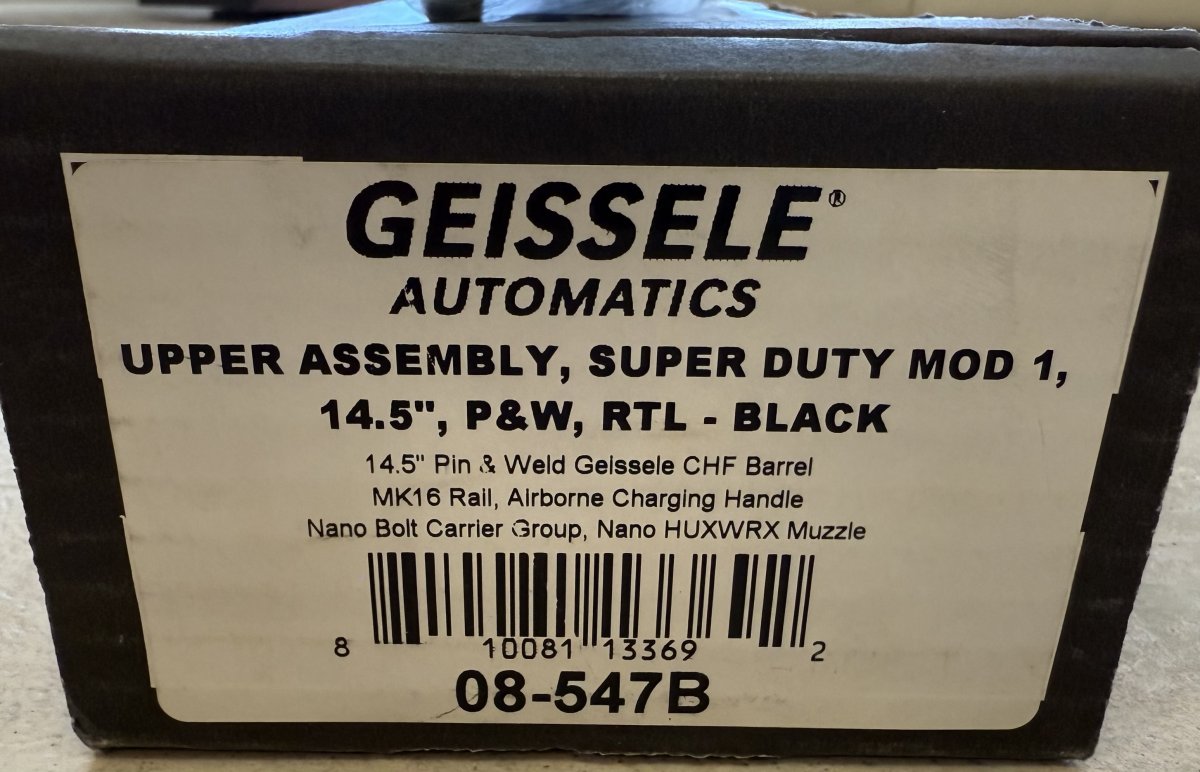 GEISSELE®
AUTOMATICS
UPPER ASSEMBLY, SUPER DUTY MOD 1,
14.5", P&W, RTL - BLACK
14.5" Pin & Weld Geissele CHF Barrel
MK16 Rail, Airborne Charging Handle
Nano Bolt Carrier Group, Nano HUXWRX Muzzle
8 10081 13369 2
08-547B